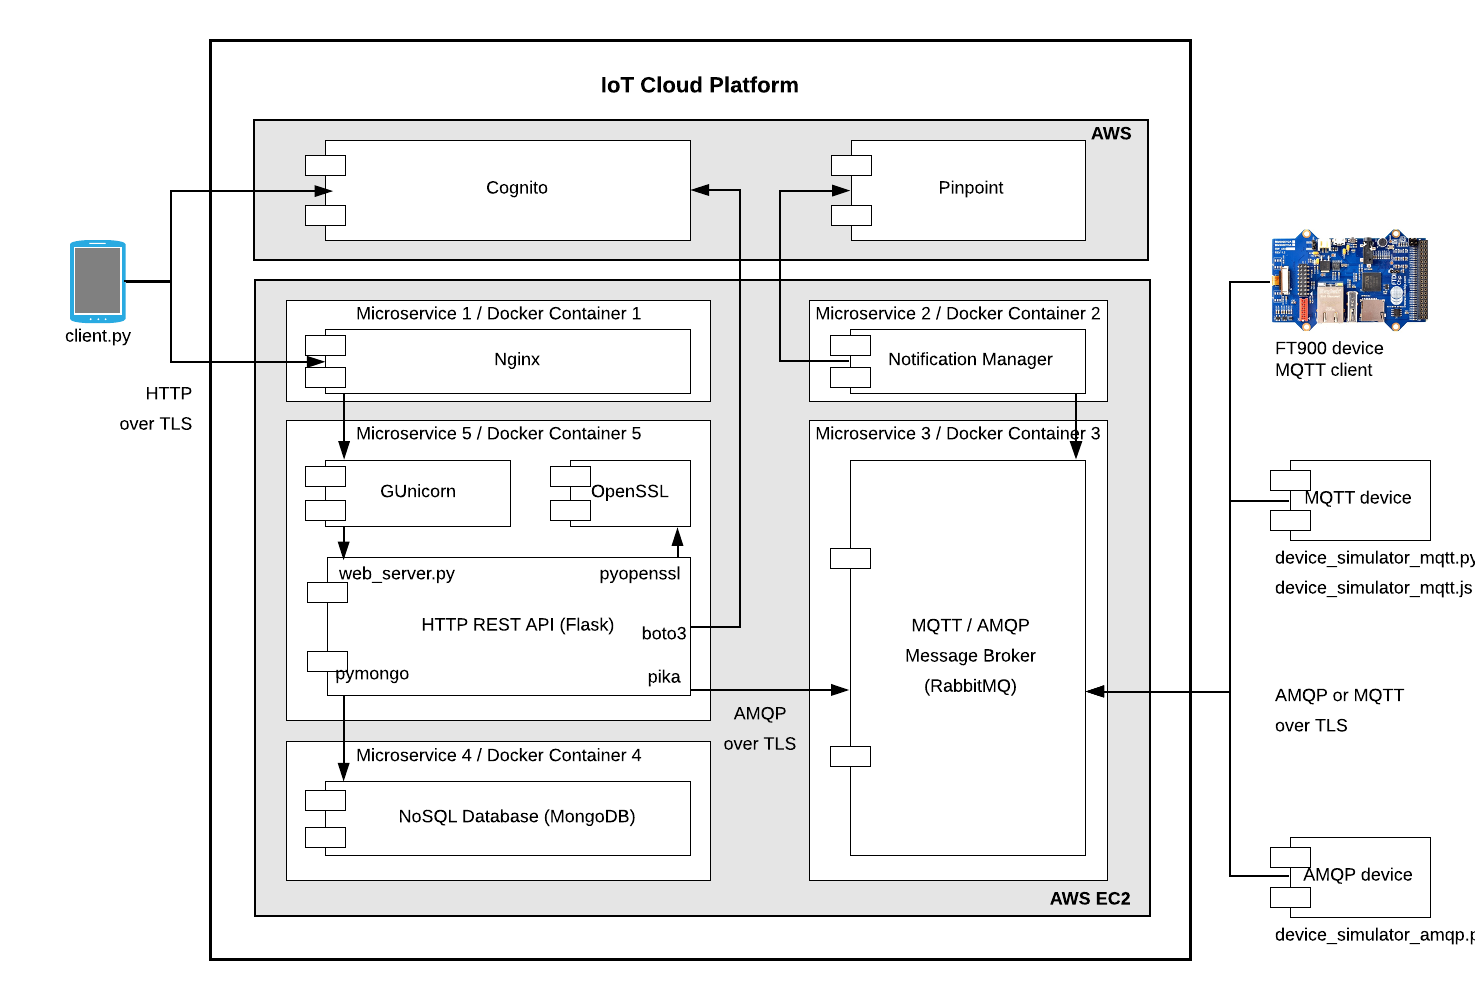 IoT Cloud Platform
AWS
Cognito
Pinpoint
client.py
HTTP
over TLS
Microservice 1 / Docker Container 1
Nginx
Microservice 2 / Docker Container 2
Notification Manager
Microservice 5 / Docker Container 5
GUnicorn
OpenSSL
web_server.py
pyopenssl
HTTP REST API (Flask)
boto3
pymongo
pika
AMQP
over TLS
Microservice 3 / Docker Container 3
MQTT / AMQP
Message Broker
(RabbitMQ)
Microservice 4 / Docker Container 4
NoSQL Database (MongoDB)
AWS EC2
FT900 device
MQTT client
MQTT device
device_simulator_mqtt.py
device_simulator_mqtt.js
AMQP or MQTT
over TLS
AMQP device
device_simulator_amqp.p